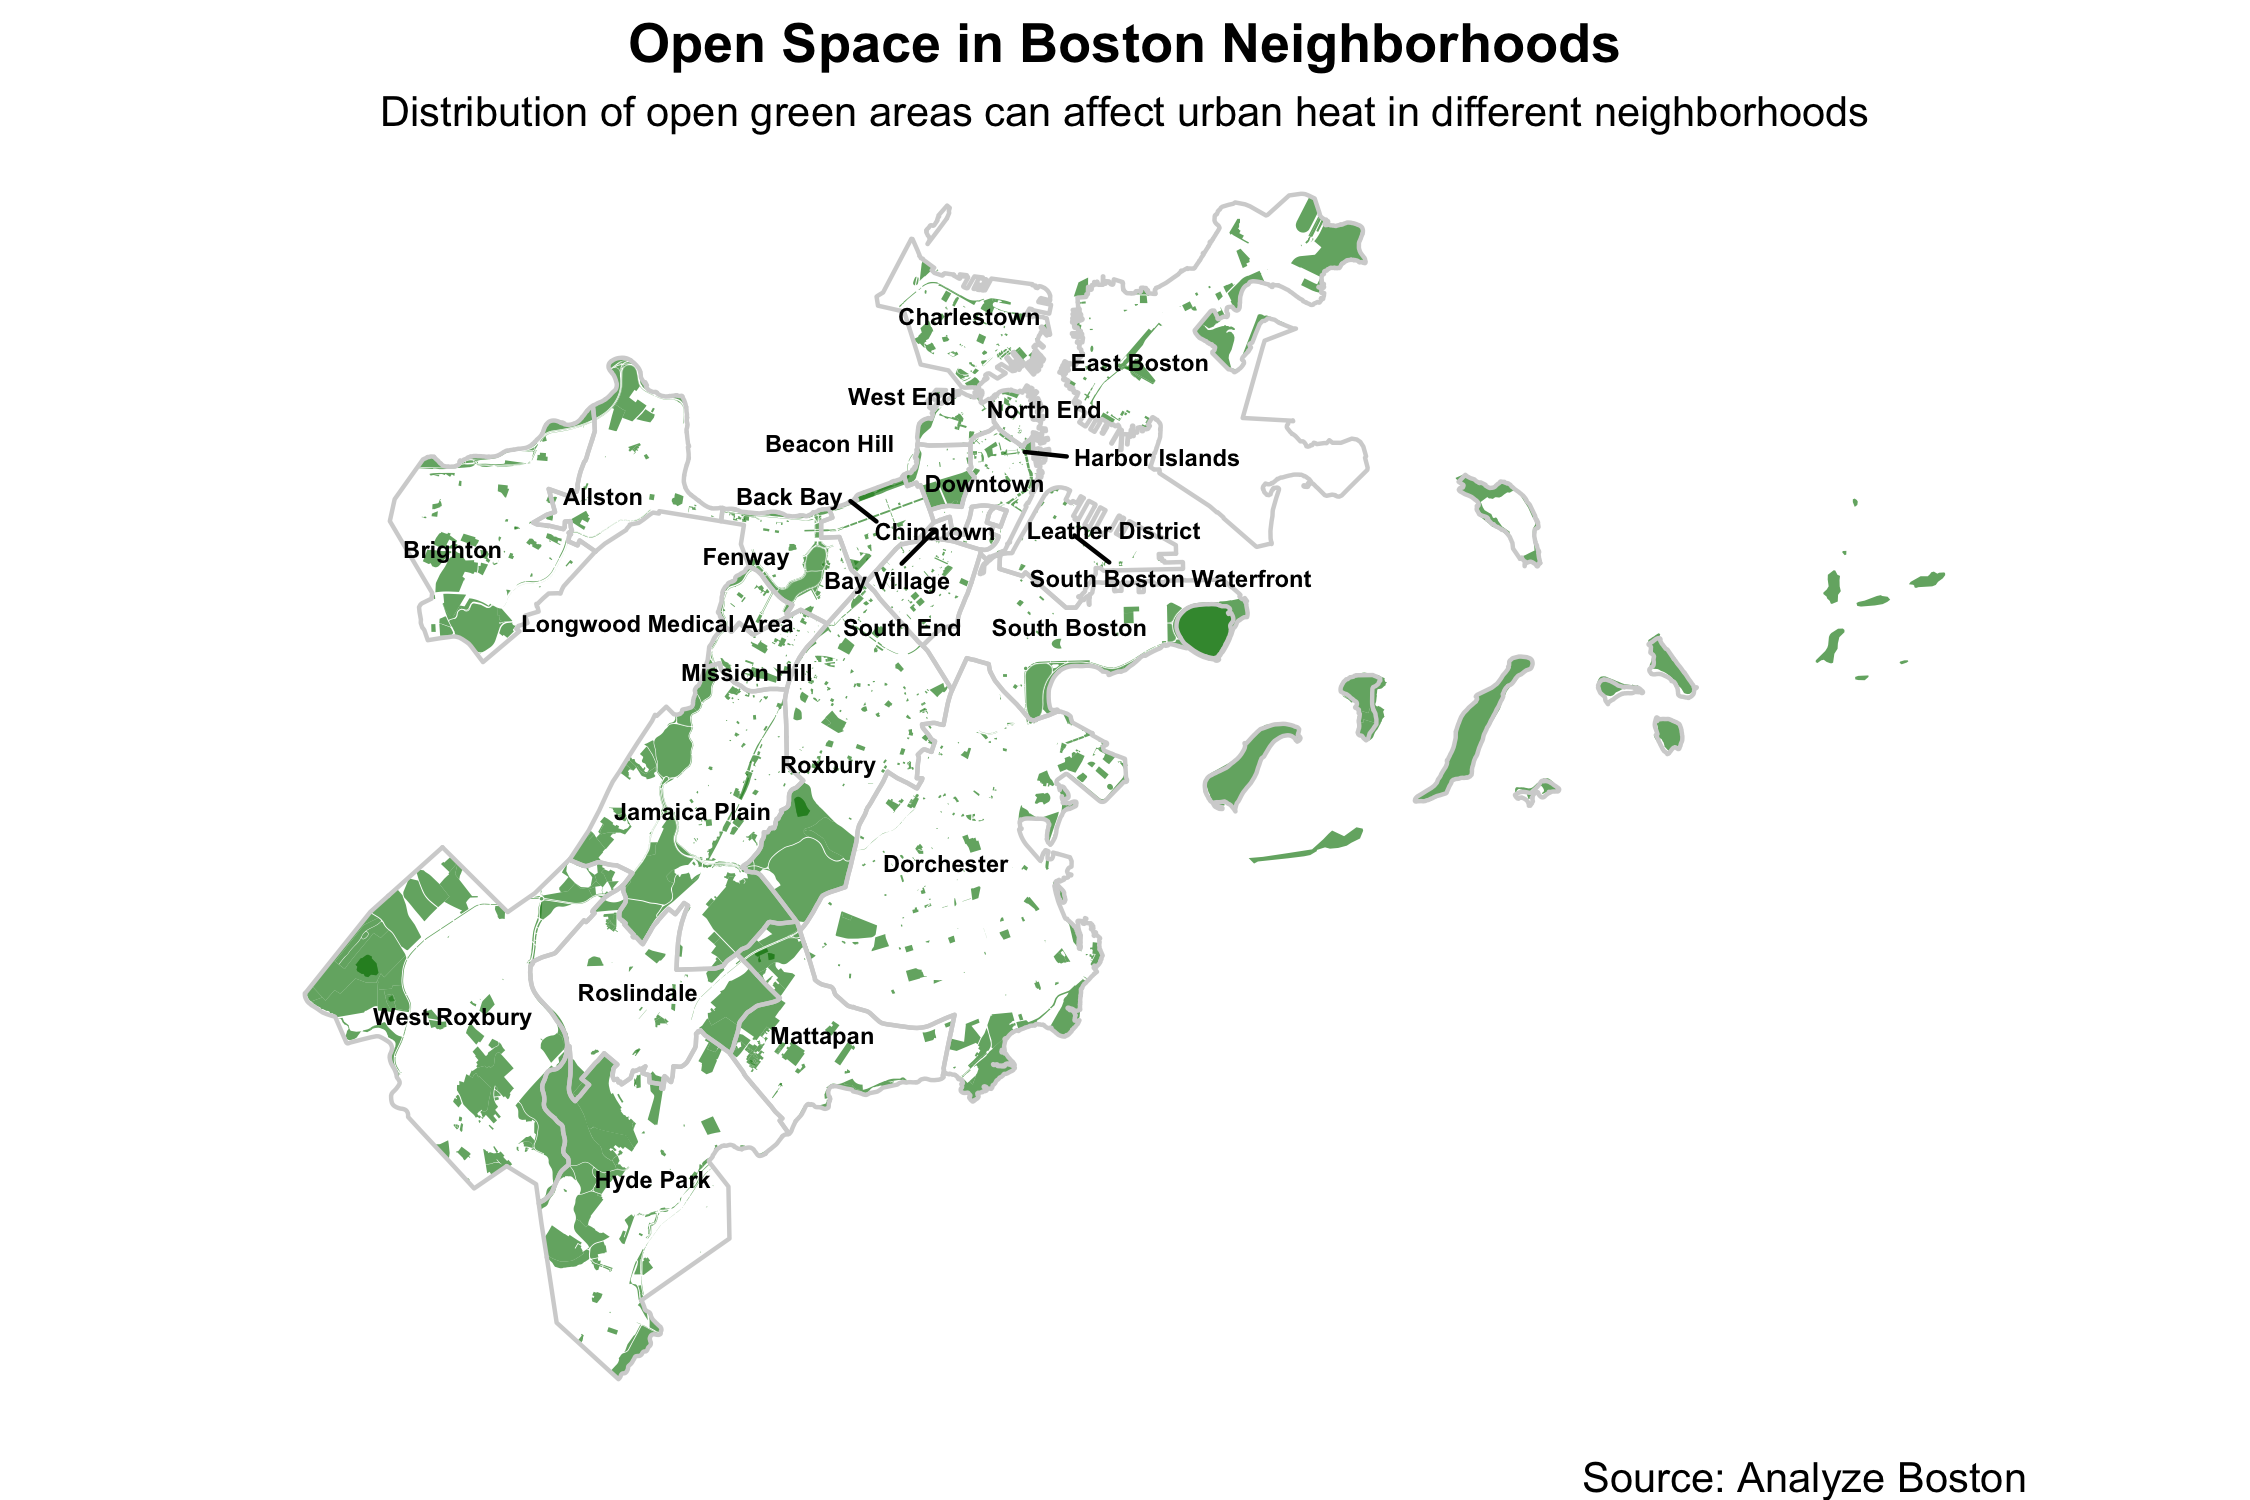 Open Space in Boston Neighborhoods
Distribution of open green areas can affect urban heat in different neighborhoods
Charlestown
East Boston
West End
North End
Beacon Hill
Harbor Islands
Downtown
Allston
Back Bay
Chinatown
Leather District
Brighton
Fenway
Bay Village
South Boston Waterfront
Longwood Medical Area
South End
South Boston
Mission Hill
Roxbury
Jamaica Plain
Dorchester
Roslindale
West Roxbury
Mattapan
Hyde Park
Source: Analyze Boston